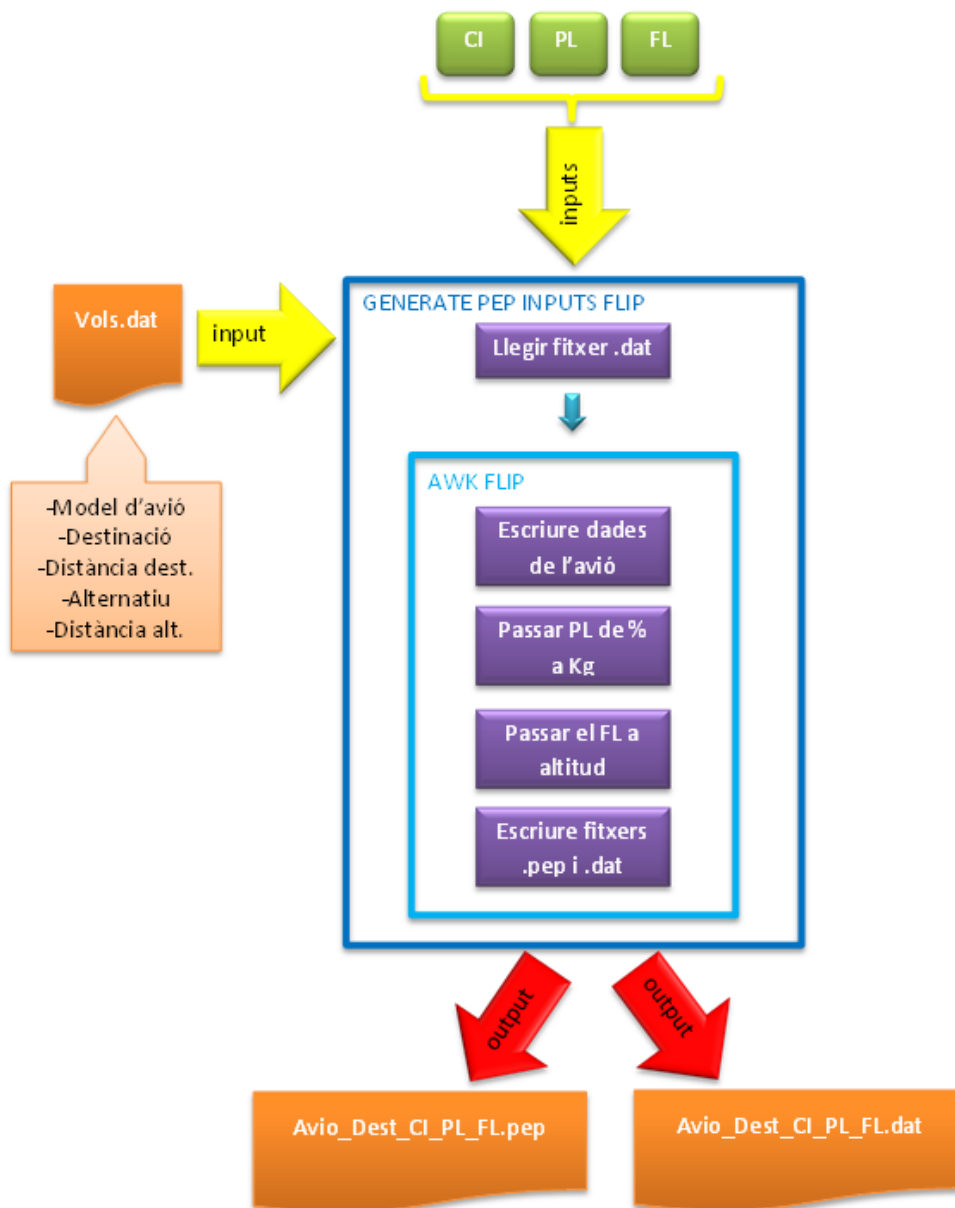 CI
PL
FL
inputs
Vols.dat
input
GENERATE PEP INPUTS FLIP
Llegir fitxer .dat
-Model d'avió
-Destinació
-Distància dest.
-Alternatiu
-Distància alt.
AWK FLIP
Escriure dades
de l'avió
Passar PL de %
a Kg
Passar el FL a
altitud
Escriure fitxers
.pep i .dat
output
output
Avio_Dest_CI_PL_FL.pep
Avio_Dest_CI_PL_FL.dat